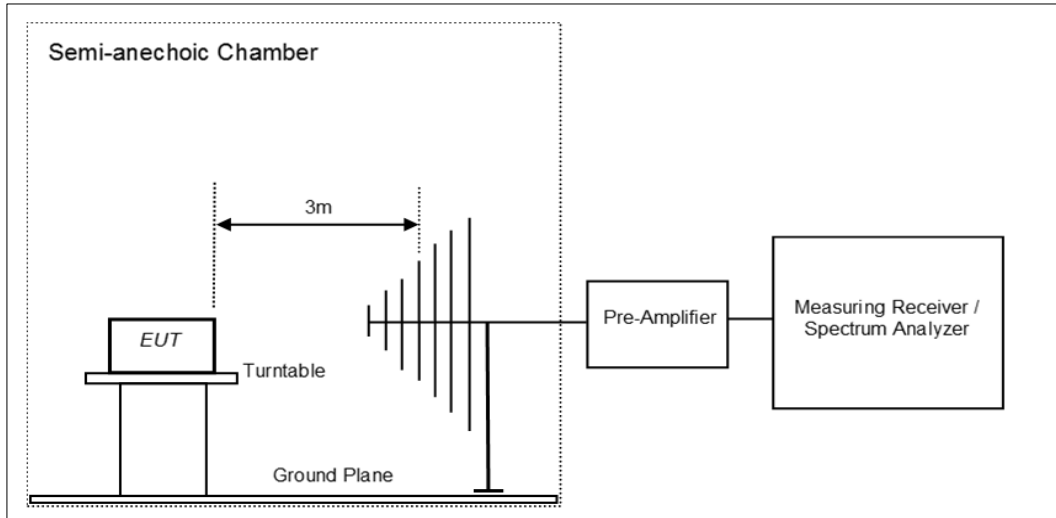 Semi-anechoic Chamber
3m
EUT
Turntable
Ground Plane
Pre-Amplifier
Measuring Receiver /
Spectrum Analyzer